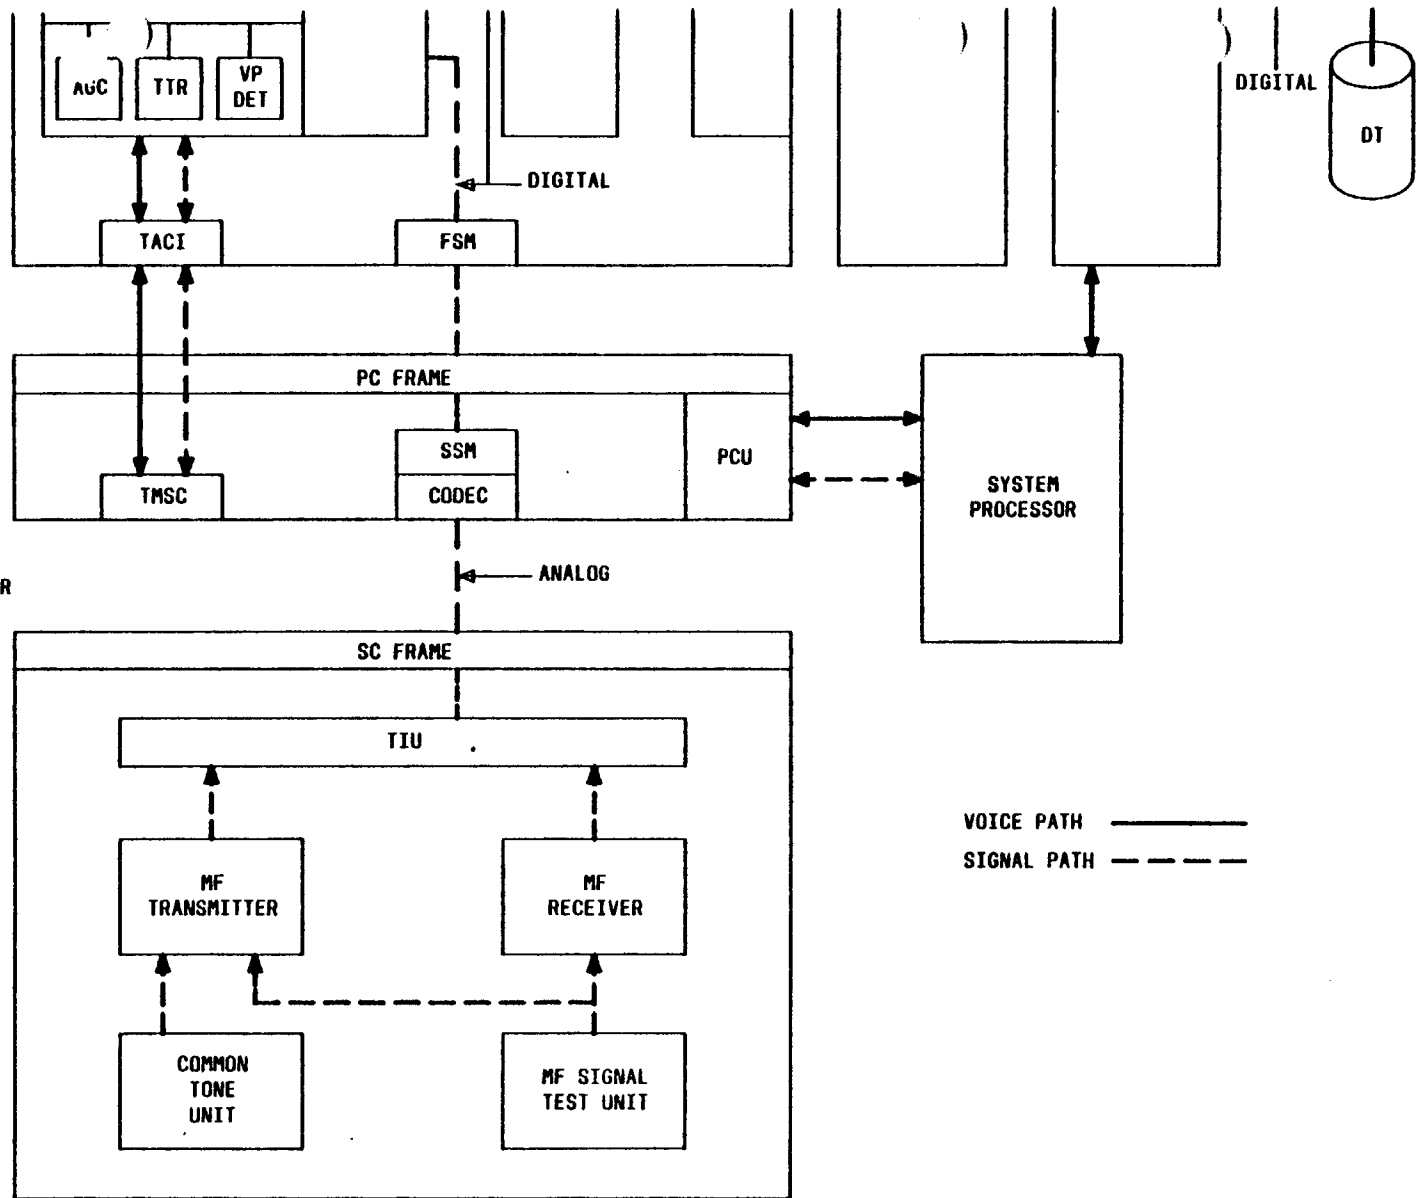 AGC
TTR
VP
DET
DIGITAL
DT
DIGITAL
TACI
FSM
PC FRAME
SSM
PCU
CODEC
TMSC
SYSTEM
PROCESSOR
ANALOG
R
SC FRAME
TIU
VOICE PATH
SIGNAL PATH
MF
TRANSMITTER
MF
RECEIVER
COMMON
TONE
UNIT
MF SIGNAL
TEST UNIT